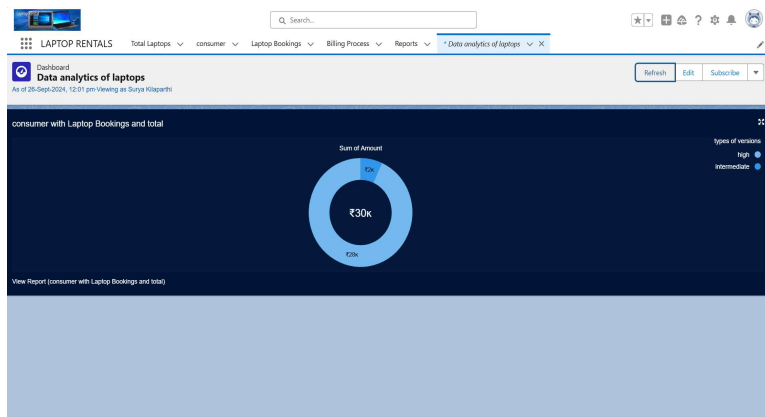 Search...
LAPTOP RENTALS Total Laptops consumer Laptop Bookings Billing Process Reports * Data analytics of laptops
Dashboard
Data analytics of laptops
As of 26-Sept-2024, 12:01 pm·Viewing as Surya Kilaparthi
Refresh Edit Subscribe
consumer with Laptop Bookings and total
Sum of Amount
types of versions
high
intermediate
₹2K
₹30K
₹28K
View Report (consumer with Laptop Bookings and total)